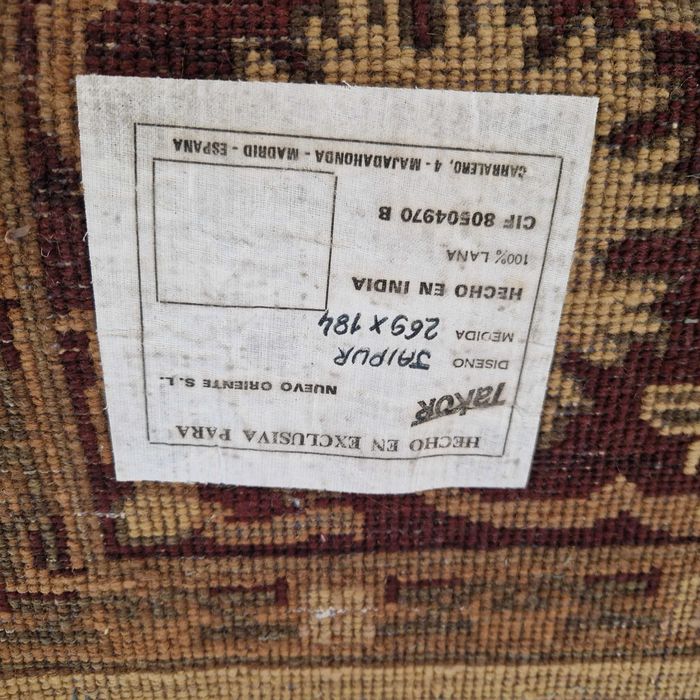 HECHO EN EXCLUSIVA PARA
TakoR
NUEVO ORIENTE S. L.
DISENO JAIPUR
MEDIDA 269 X 184
HECHO EN INDIA
100% LANA
CIF 80504970 B
CARRALERO, 4 - MAJADAHONDA - MADRID - ESPANA